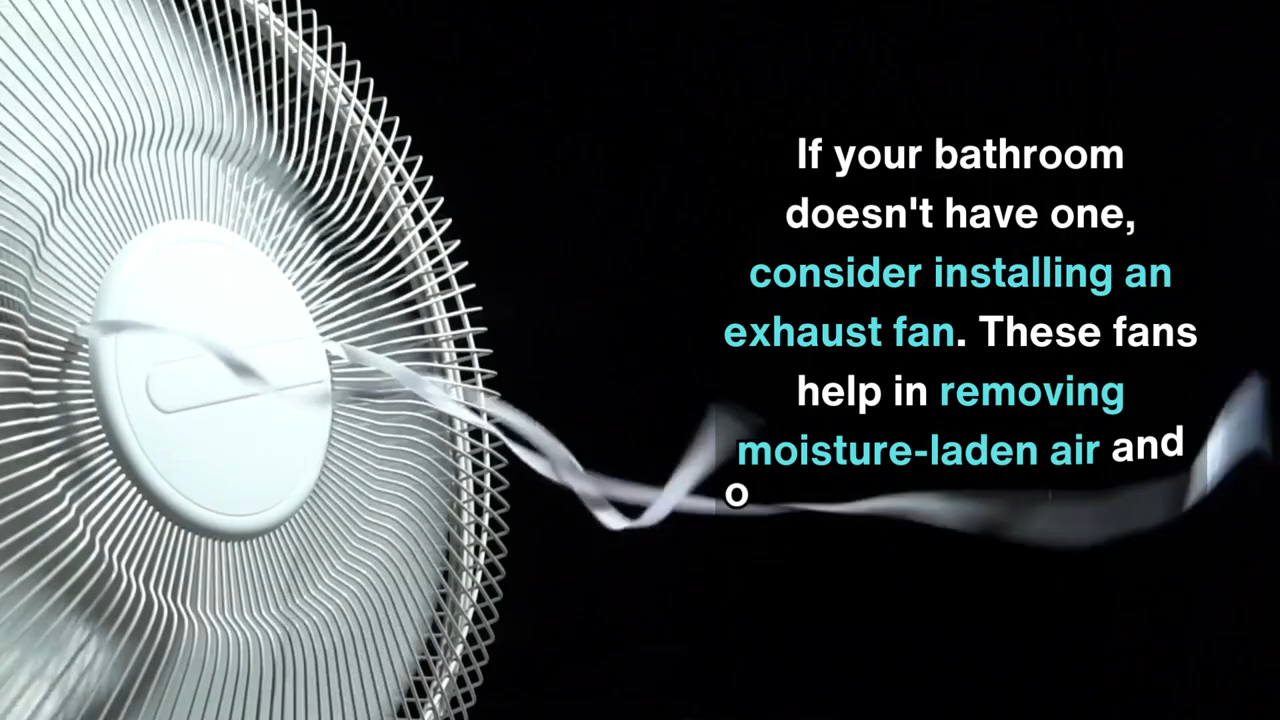 If your bathroom
doesn't have one,
consider installing an
exhaust fan. These fans
help in removing
moisture-laden air and
o